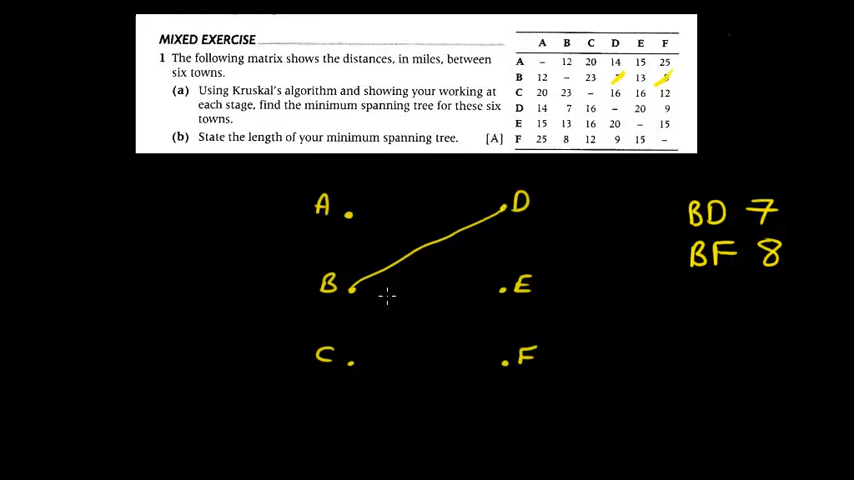 MIXED EXERCISE
1 The following matrix shows the distances, in miles, between
six towns.
(a) Using Kruskal's algorithm and showing your working at
each stage, find the minimum spanning tree for these six
towns.
(b) State the length of your minimum spanning tree. [A]
A B C D E F
A – 12 20 14 15 25
B 12 – 23 13
C 20 23 – 16 16 12
D 14 7 16 – 20 9
E 15 13 16 20 – 15
F 25 8 12 9 15 –
A D
B E
C F
BD 7
BF 8